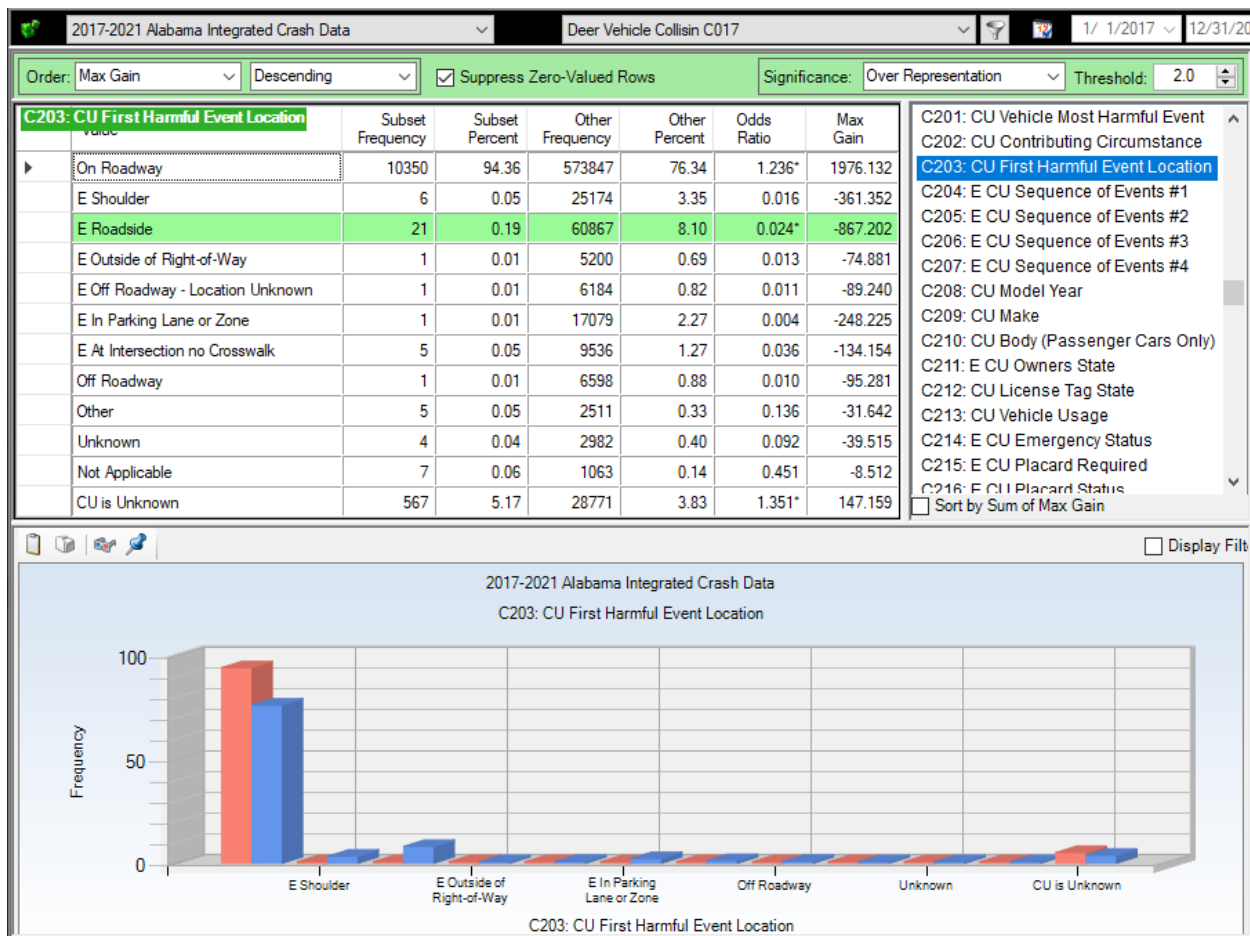 2017-2021 Alabama Integrated Crash Data Deer Vehicle Collisin C017 1/ 1/2017 12/31/20
Order: Max Gain Descending Suppress Zero-Valued Rows Significance: Over Representation Threshold: 2.0
C203: CU First Harmful Event Location Subset Frequency Subset Percent Other Frequency Other Percent Odds Ratio Max Gain
On Roadway 10350 94.36 573847 76.34 1.236* 1976.132
E Shoulder 6 0.05 25174 3.35 0.016 -361.352
E Roadside 21 0.19 60867 8.10 0.024* -867.202
E Outside of Right-of-Way 1 0.01 5200 0.69 0.013 -74.881
E Off Roadway - Location Unknown 1 0.01 6184 0.82 0.011 -89.240
E In Parking Lane or Zone 1 0.01 17079 2.27 0.004 -248.225
E At Intersection no Crosswalk 5 0.05 9536 1.27 0.036 -134.154
Off Roadway 1 0.01 6598 0.88 0.010 -95.281
Other 5 0.05 2511 0.33 0.136 -31.642
Unknown 4 0.04 2982 0.40 0.092 -39.515
Not Applicable 7 0.06 1063 0.14 0.451 -8.512
CU is Unknown 567 5.17 28771 3.83 1.351* 147.159
C201: CU Vehicle Most Harmful Event
C202: CU Contributing Circumstance
C203: CU First Harmful Event Location
C204: E CU Sequence of Events #1
C205: E CU Sequence of Events #2
C206: E CU Sequence of Events #3
C207: E CU Sequence of Events #4
C208: CU Model Year
C209: CU Make
C210: CU Body (Passenger Cars Only)
C211: E CU Owners State
C212: CU License Tag State
C213: CU Vehicle Usage
C214: E CU Emergency Status
C215: E CU Placard Required
C216: E CU Placard Status
Sort by Sum of Max Gain
Display Filt
2017-2021 Alabama Integrated Crash Data
C203: CU First Harmful Event Location
Frequency
100
50
0
E Shoulder
E Outside of
Right-of-Way
E In Parking
Lane or Zone
Off Roadway
Unknown
CU is Unknown
C203: CU First Harmful Event Location